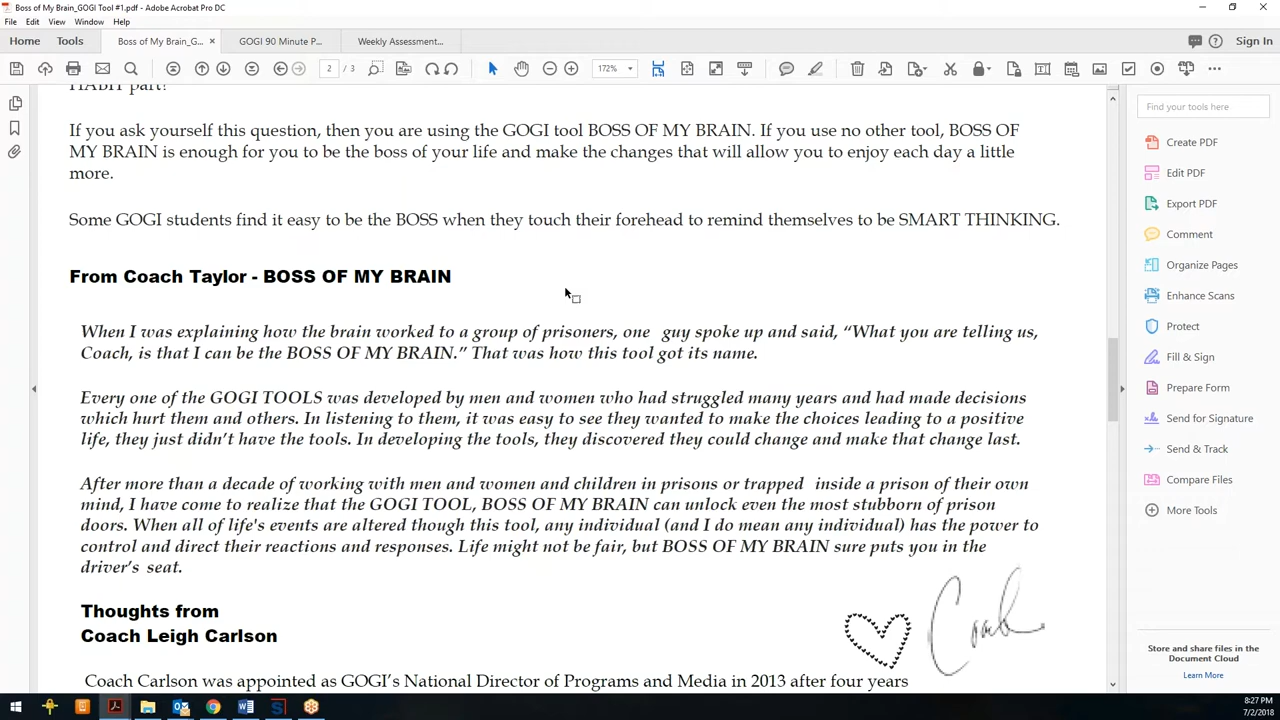 Boss of My Brain_GOGI Tool #1.pdf - Adobe Acrobat Pro DC
File Edit View Window Help
Home Tools Boss of My Brain_G... × GOGI 90 Minute P... Weekly Assessment... ? Sign In
2 / 3 172%
HABIT part?
If you ask yourself this question, then you are using the GOGI tool BOSS OF MY BRAIN. If you use no other tool, BOSS OF
MY BRAIN is enough for you to be the boss of your life and make the changes that will allow you to enjoy each day a little
more.
Some GOGI students find it easy to be the BOSS when they touch their forehead to remind themselves to be SMART THINKING.
From Coach Taylor - BOSS OF MY BRAIN
When I was explaining how the brain worked to a group of prisoners, one guy spoke up and said, “What you are telling us,
Coach, is that I can be the BOSS OF MY BRAIN.” That was how this tool got its name.
Every one of the GOGI TOOLS was developed by men and women who had struggled many years and had made decisions
which hurt them and others. In listening to them, it was easy to see they wanted to make the choices leading to a positive
life, they just didn’t have the tools. In developing the tools, they discovered they could change and make that change last.
After more than a decade of working with men and women and children in prisons or trapped inside a prison of their own
mind, I have come to realize that the GOGI TOOL, BOSS OF MY BRAIN can unlock even the most stubborn of prison
doors. When all of life's events are altered though this tool, any individual (and I do mean any individual) has the power to
control and direct their reactions and responses. Life might not be fair, but BOSS OF MY BRAIN sure puts you in the
driver’s seat.
Coach
Thoughts from
Coach Leigh Carlson
Coach Carlson was appointed as GOGI’s National Director of Programs and Media in 2013 after four years
Find your tools here
Create PDF
Edit PDF
Export PDF
Comment
Organize Pages
Enhance Scans
Protect
Fill & Sign
Prepare Form
Send for Signature
Send & Track
Compare Files
More Tools
Store and share files in the
Document Cloud
Learn More
8:27 PM
7/2/2018